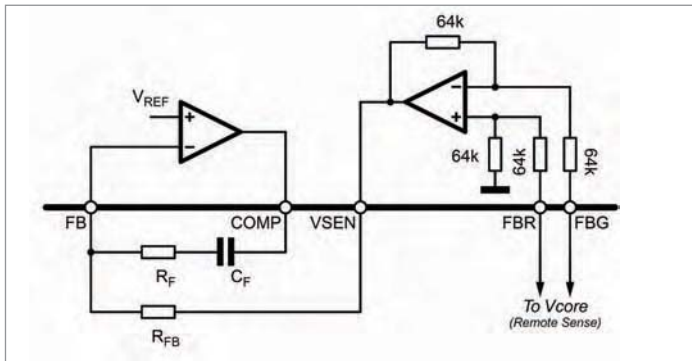 64k
VREF
+
−
−
+
64k
64k
64k
FB
COMP
VSEN
FBR
FBG
RF
CF
RFB
To Vcore
(Remote Sense)